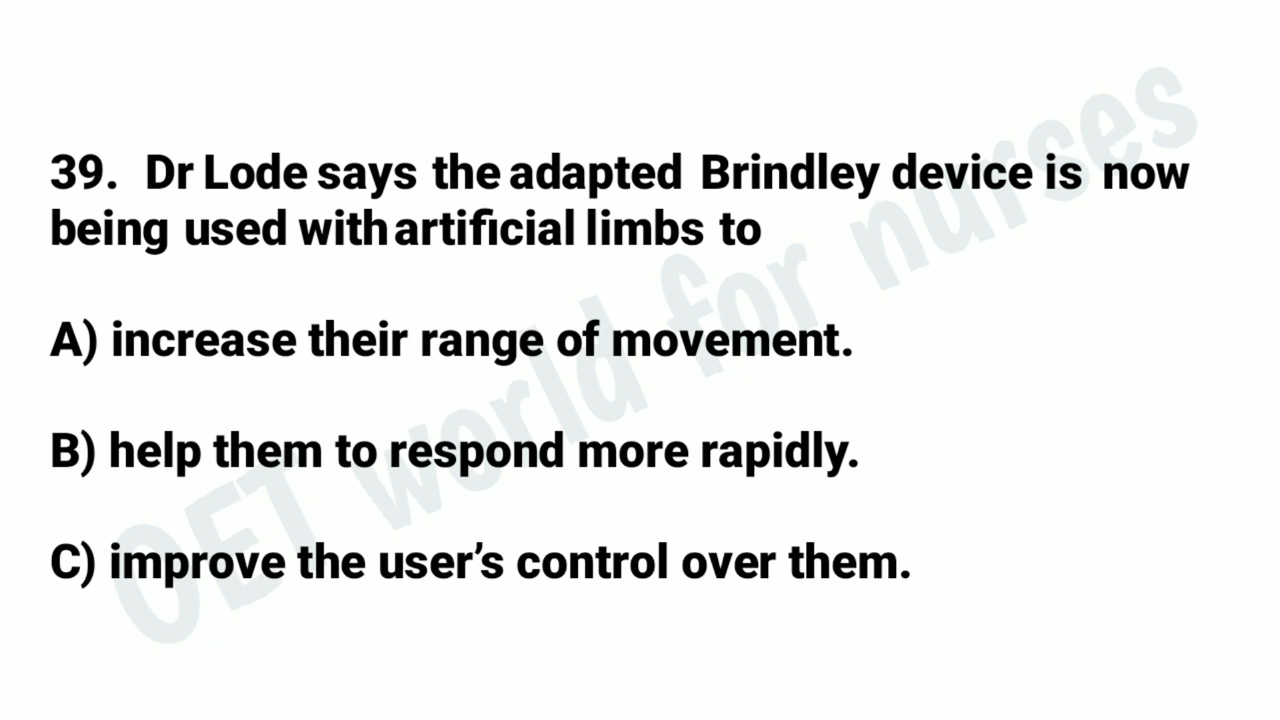 39. Dr Lode says the adapted Brindley device is now
being used with artificial limbs to
A) increase their range of movement.
B) help them to respond more rapidly.
C) improve the user’s control over them.
OET world for nurses